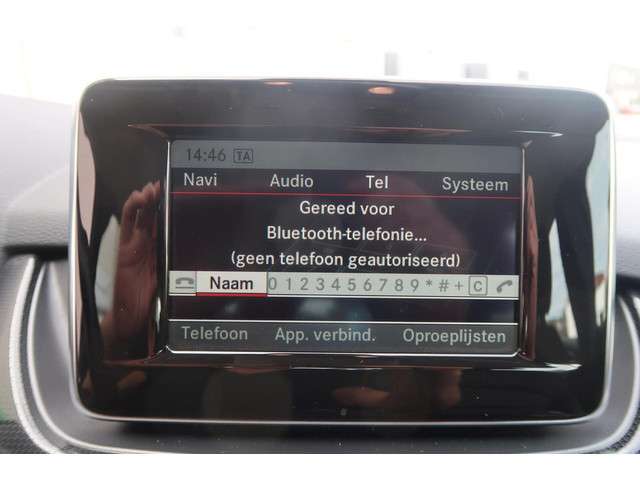 14:46 TA
Navi Audio Tel Systeem
Gereed voor
Bluetooth-telefonie...
(geen telefoon geautoriseerd)
Naam 0 1 2 3 4 5 6 7 8 9 * # + C
Telefoon App. verbind. Oproeplijsten